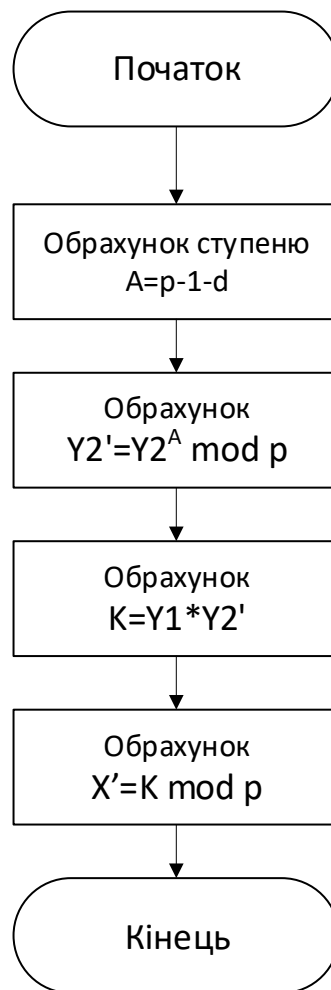 Початок
Обрахунок ступеню
A=p-1-d
Обрахунок
Y2'=Y2^A mod p
Обрахунок
K=Y1*Y2'
Обрахунок
X’=K mod p
Кінець